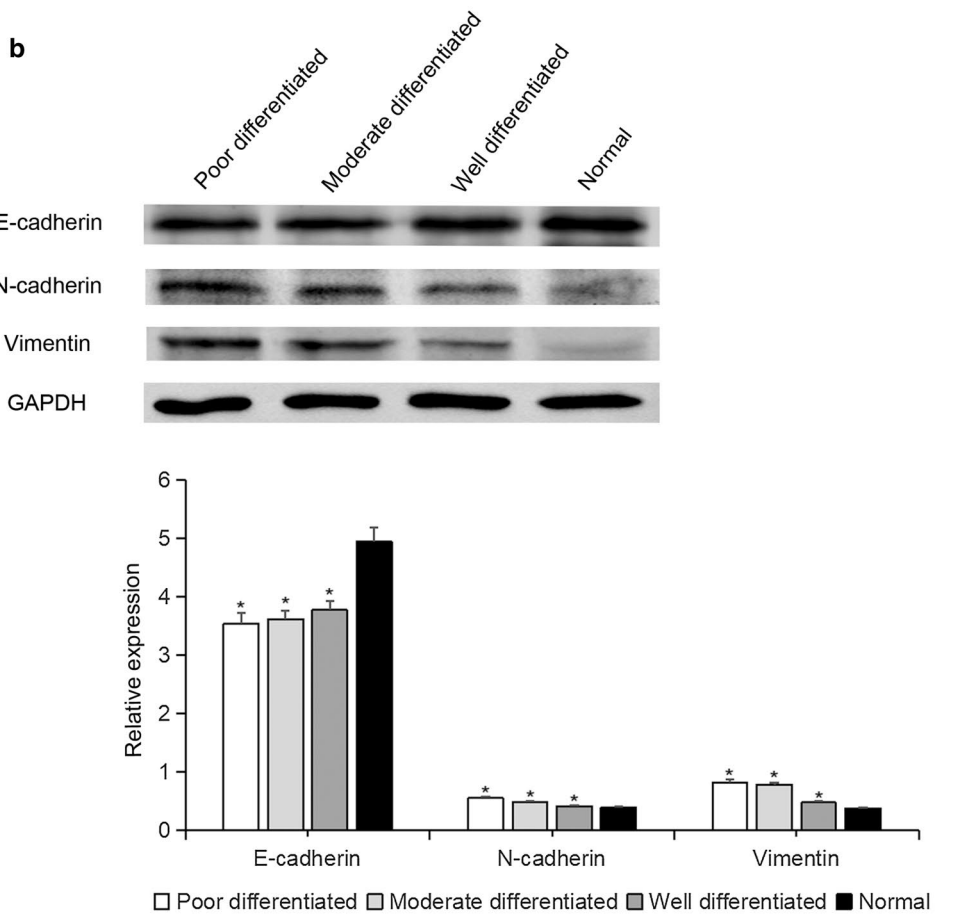 b
Poor differentiated
Moderate differentiated
Well differentiated
Normal
E-cadherin
N-cadherin
Vimentin
GAPDH
6
5
4
3
2
1
0
Relative expression
* * *
* * *
* * *
E-cadherin N-cadherin Vimentin
Poor differentiated Moderate differentiated Well differentiated Normal